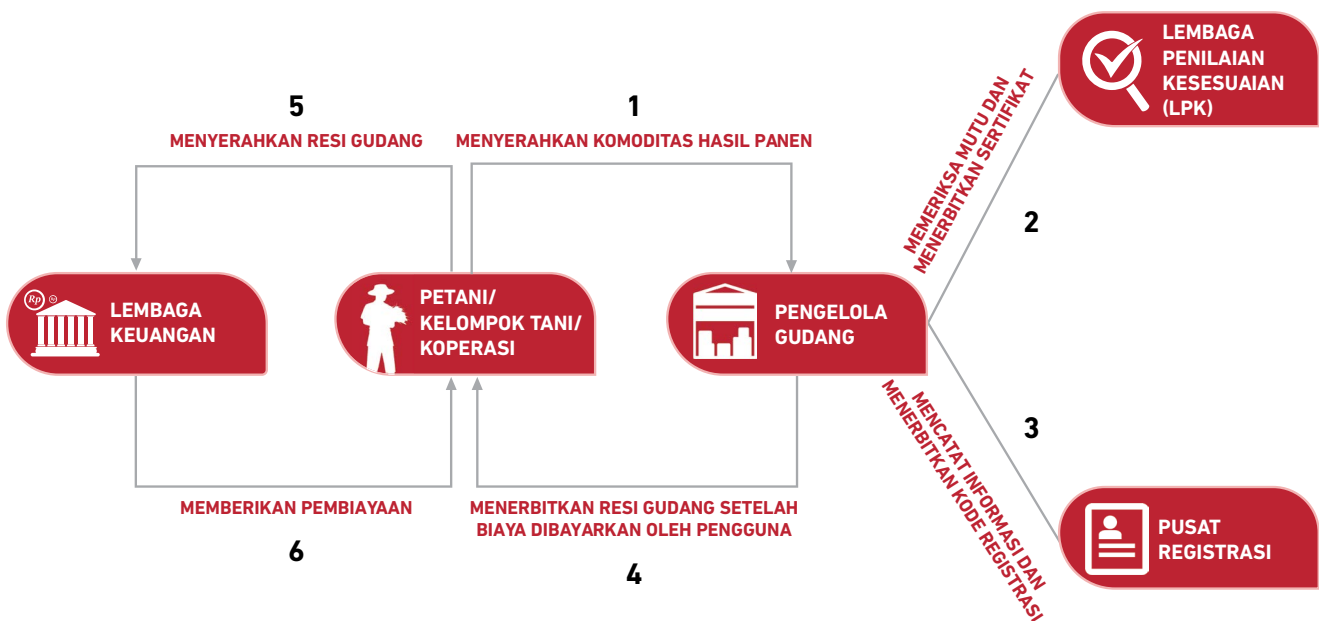 5
MENYERAHKAN RESI GUDANG
1
MENYERAHKAN KOMODITAS HASIL PANEN
MEMERIKSA MUTU DAN
MENERBITKAN SERTIFIKAT
LEMBAGA
PENILAIAN
KESESUAIAN
(LPK)
2
Rp
LEMBAGA
KEUANGAN
PETANI/
KELOMPOK TANI/
KOPERASI
PENGELOLA
GUDANG
3
MENCATAT INFORMASI DAN
MENERBITKAN KODE REGISTRASI
MEMBERIKAN PEMBIAYAAN
6
MENERBITKAN RESI GUDANG SETELAH
BIAYA DIBAYARKAN OLEH PENGGUNA
4
PUSAT
REGISTRASI